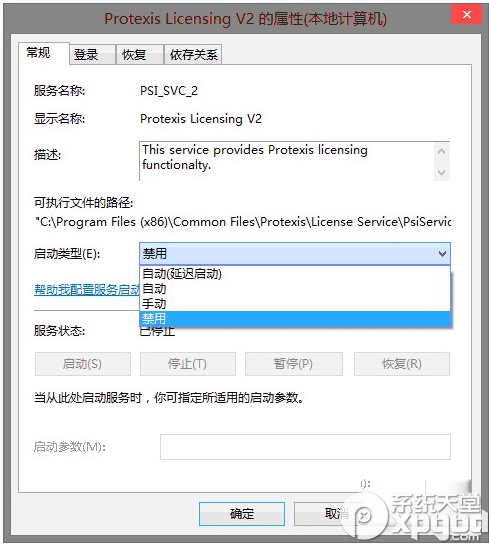 Protexis Licensing V2 的属性(本地计算机)
常规 登录 恢复 依存关系
服务名称: PSI_SVC_2
显示名称: Protexis Licensing V2
描述: This service provides Protexis licensing
functionalty.
可执行文件的路径:
"C:\Program Files (x86)\Common Files\Protexis\License Service\PsiServic
启动类型(E): 禁用
自动(延迟启动)
帮助我配置服务启动 自动
手动
禁用
服务状态: 已停止
启动(S) 停止(T) 暂停(P) 恢复(R)
当从此处启动服务时，你可指定所适用的启动参数。
启动参数(M):
确定 取消
系统天堂
xpgod